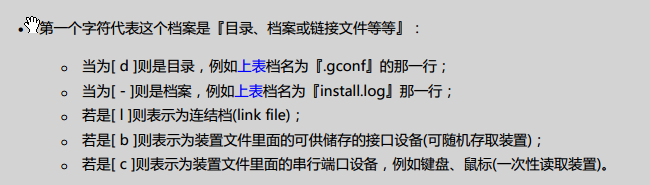 第一个字符代表这个档案是『目录、档案或链接文件等等』：
当为[ d ]则是目录，例如上表档名为『.gconf』的那一行；
当为[ - ]则是档案，例如上表档名为『install.log』那一行；
若是[ l ]则表示为连结档(link file)；
若是[ b ]则表示为装置文件里面的可供储存的接口设备(可随机存取装置)；
若是[ c ]则表示为装置文件里面的串行端口设备，例如键盘、鼠标(一次性读取装置)。